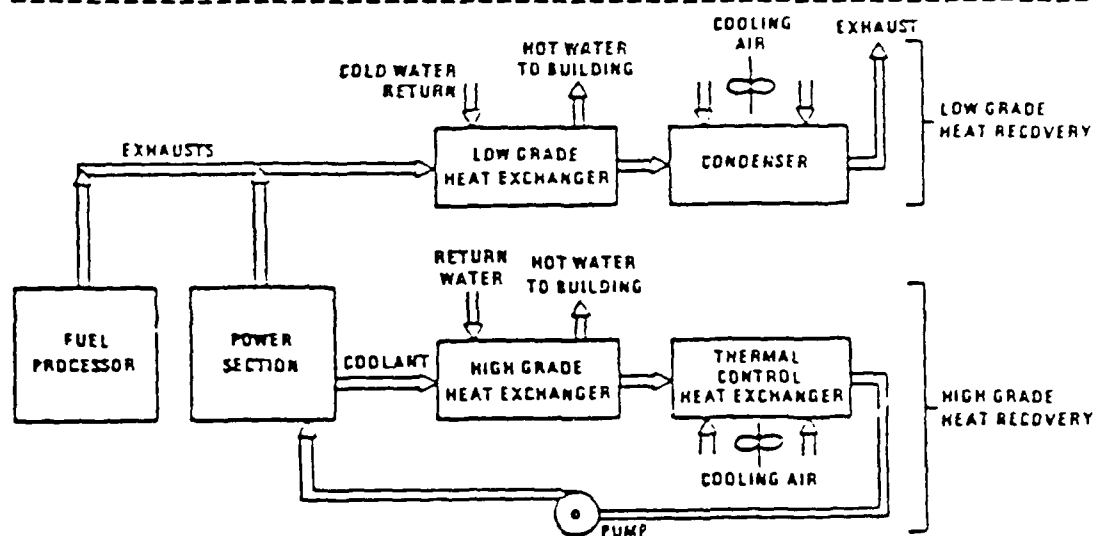 COOLING
AIR
EXHAUST
HOT WATER
TO BUILDING
COLD WATER
RETURN
LOW GRADE
HEAT RECOVERY
EXHAUSTS
LOW GRADE
HEAT EXCHANGER
CONDENSER
RETURN
WATER
HOT WATER
TO BUILDING
FUEL
PROCESSOR
POWER
SECTION
COOLANT
HIGH GRADE
HEAT EXCHANGER
THERMAL
CONTROL
HEAT EXCHANGER
HIGH GRADE
HEAT RECOVERY
COOLING AIR
PUMP